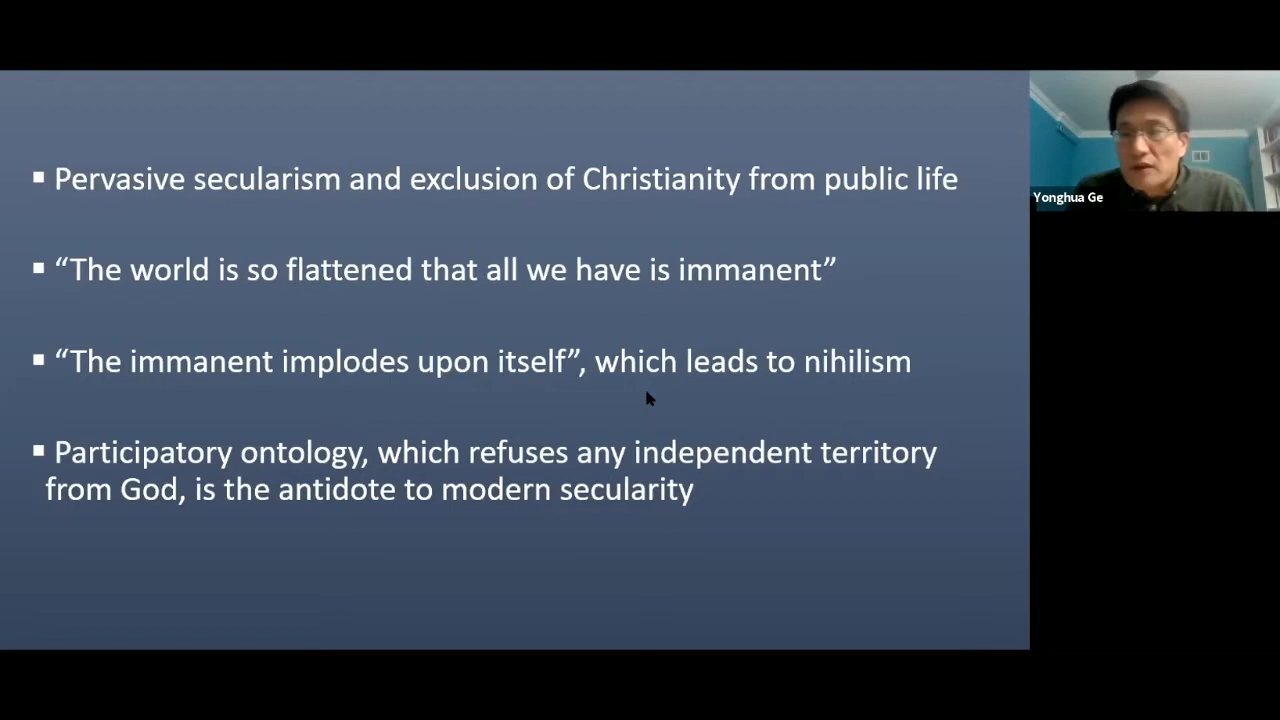 ▪ Pervasive secularism and exclusion of Christianity from public life
▪ “The world is so flattened that all we have is immanent”
▪ “The immanent implodes upon itself”, which leads to nihilism
▪ Participatory ontology, which refuses any independent territory
from God, is the antidote to modern secularity
Yonghua Ge